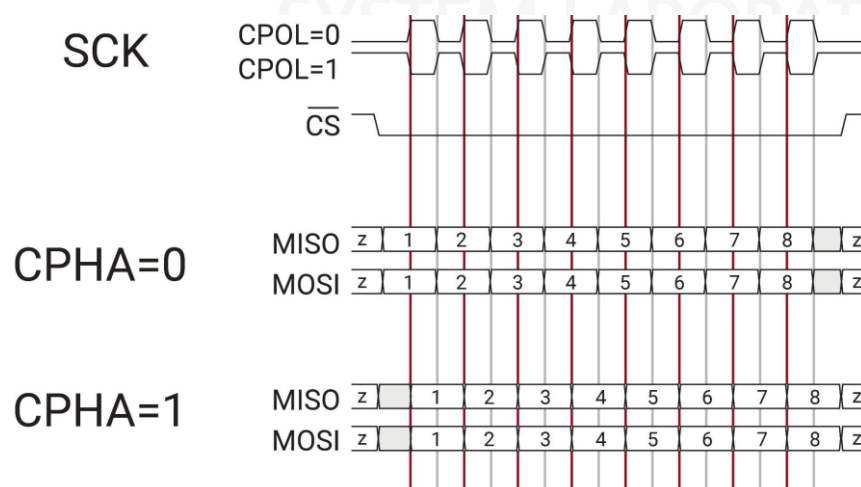 SYSTEM LABORAT
SCK
CPOL=0
CPOL=1
CS
CPHA=0
MISO z 1 2 3 4 5 6 7 8 z
MOSI z 1 2 3 4 5 6 7 8 z
CPHA=1
MISO z 1 2 3 4 5 6 7 8 z
MOSI z 1 2 3 4 5 6 7 8 z